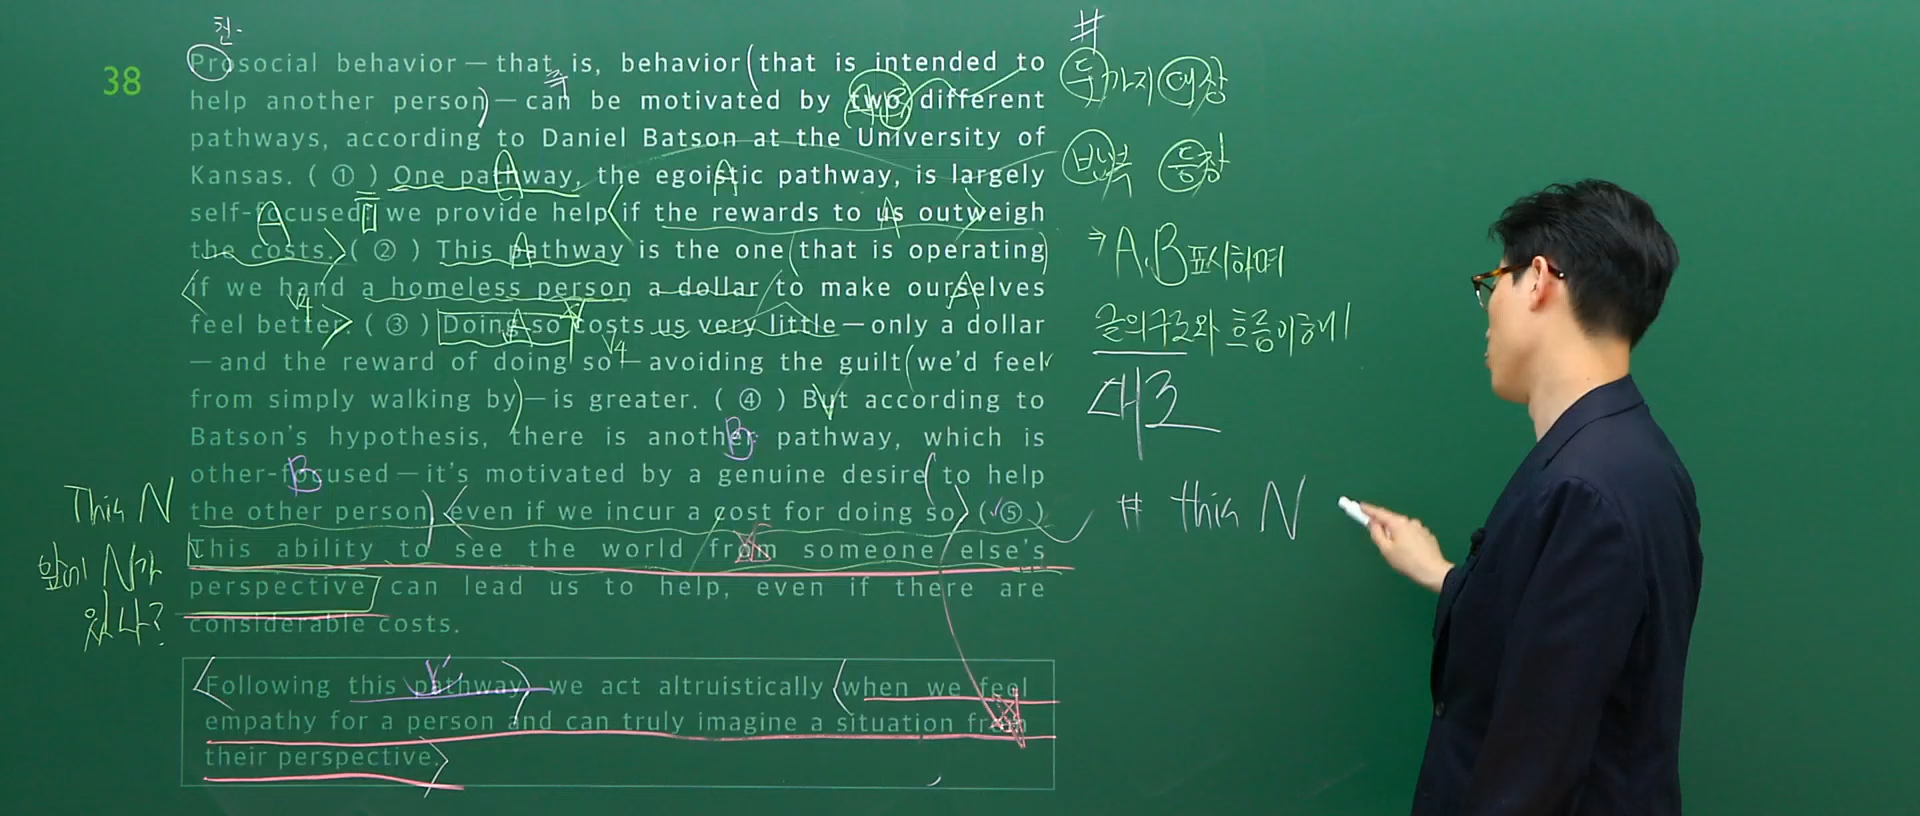 친-
38
Prosocial behavior — that is, behavior (that is intended to
즉
help another person) — can be motivated by two different
pathways, according to Daniel Batson at the University of
Kansas. ( ① ) One pathway, the egoistic pathway, is largely
self-focused: we provide help if the rewards to us outweigh
the costs. ( ② ) This pathway is the one (that is operating)
if we hand a homeless person a dollar to make ourselves
feel better. ( ③ ) Doing so costs us very little — only a dollar
— and the reward of doing so — avoiding the guilt (we'd feel
from simply walking by) — is greater. ( ④ ) But according to
Batson's hypothesis, there is another pathway, which is
other-focused — it's motivated by a genuine desire (to help
the other person) <even if we incur a cost for doing so> ( ⑤ )
This ability to see the world from someone else's
perspective can lead us to help, even if there are
considerable costs.
<Following this pathway> we act altruistically <when we feel
empathy for a person and can truly imagine a situation from
their perspective.>
This N
앞에 N가
있나?
#
두가지 예상
반복 등장
⇒ A, B 표시하며
글의 구조와 흐름 이해
대조
# this N